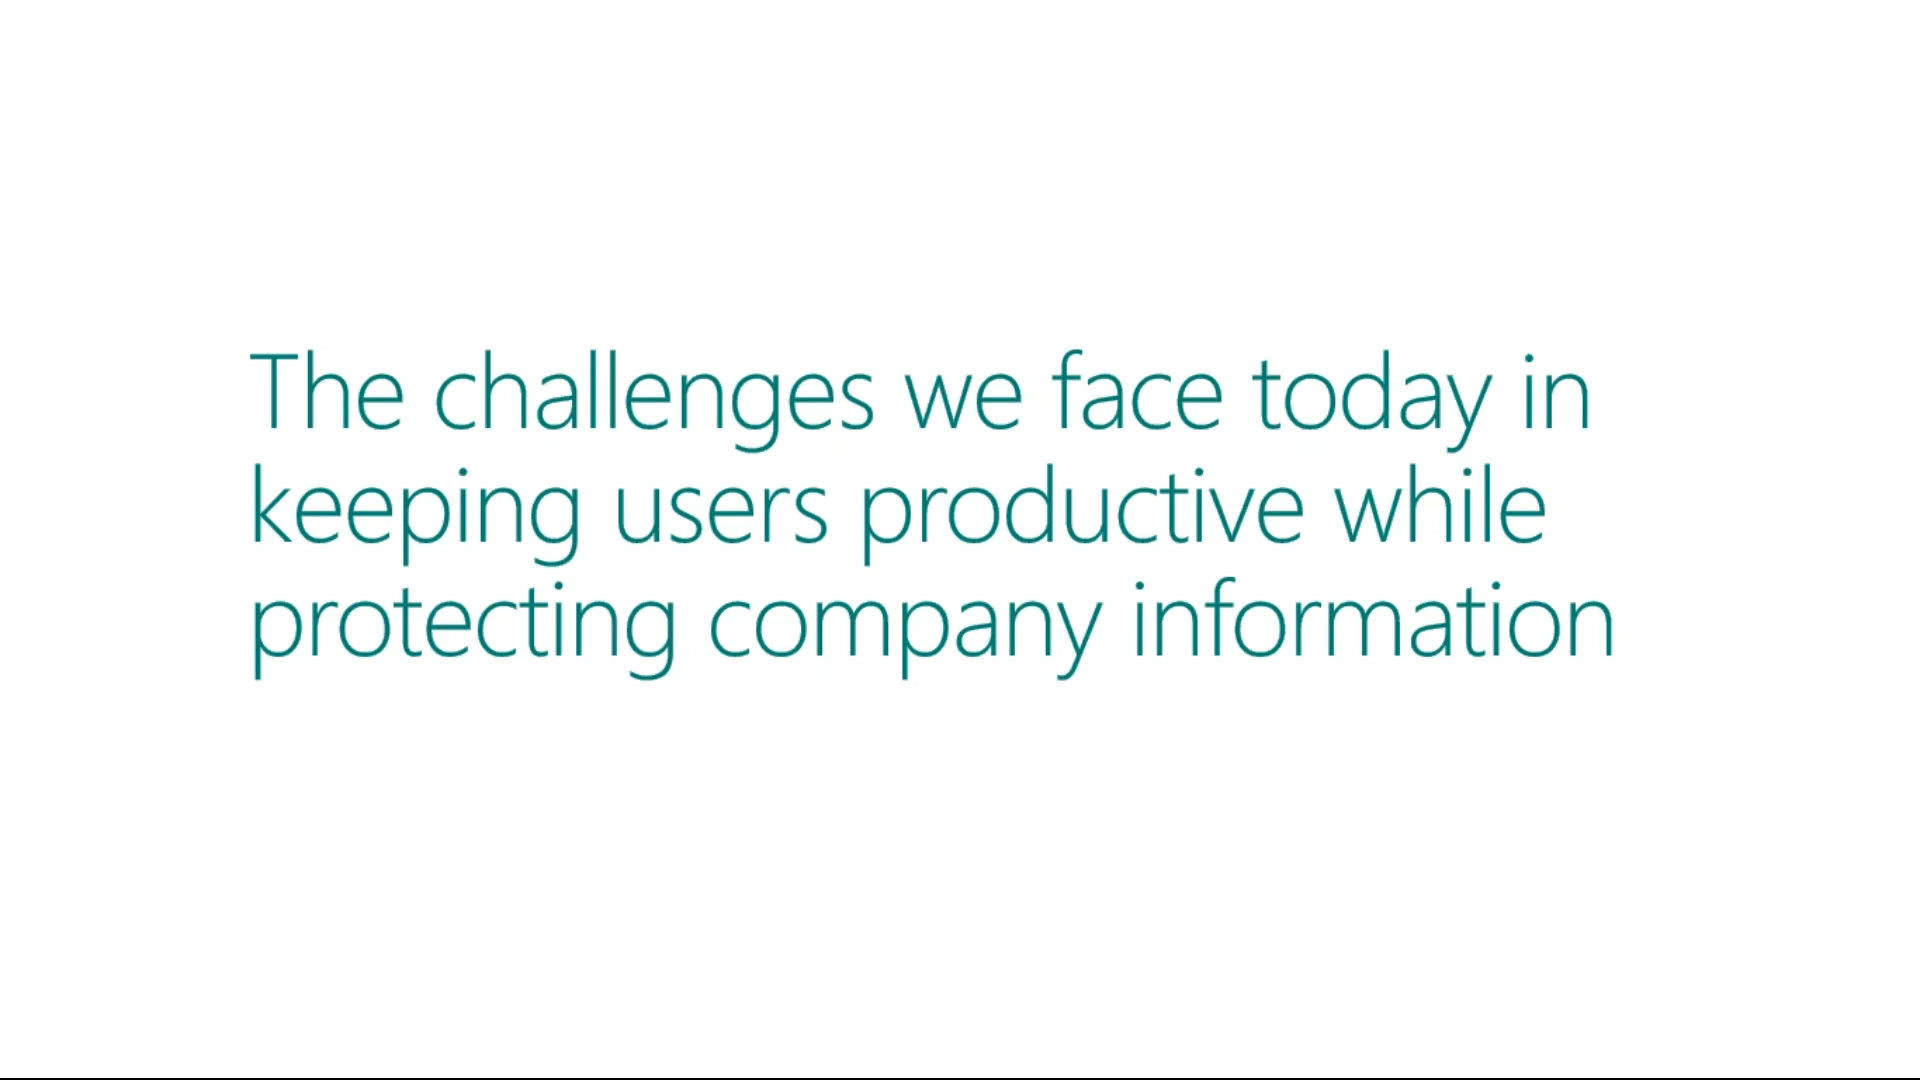 The challenges we face today in
keeping users productive while
protecting company information